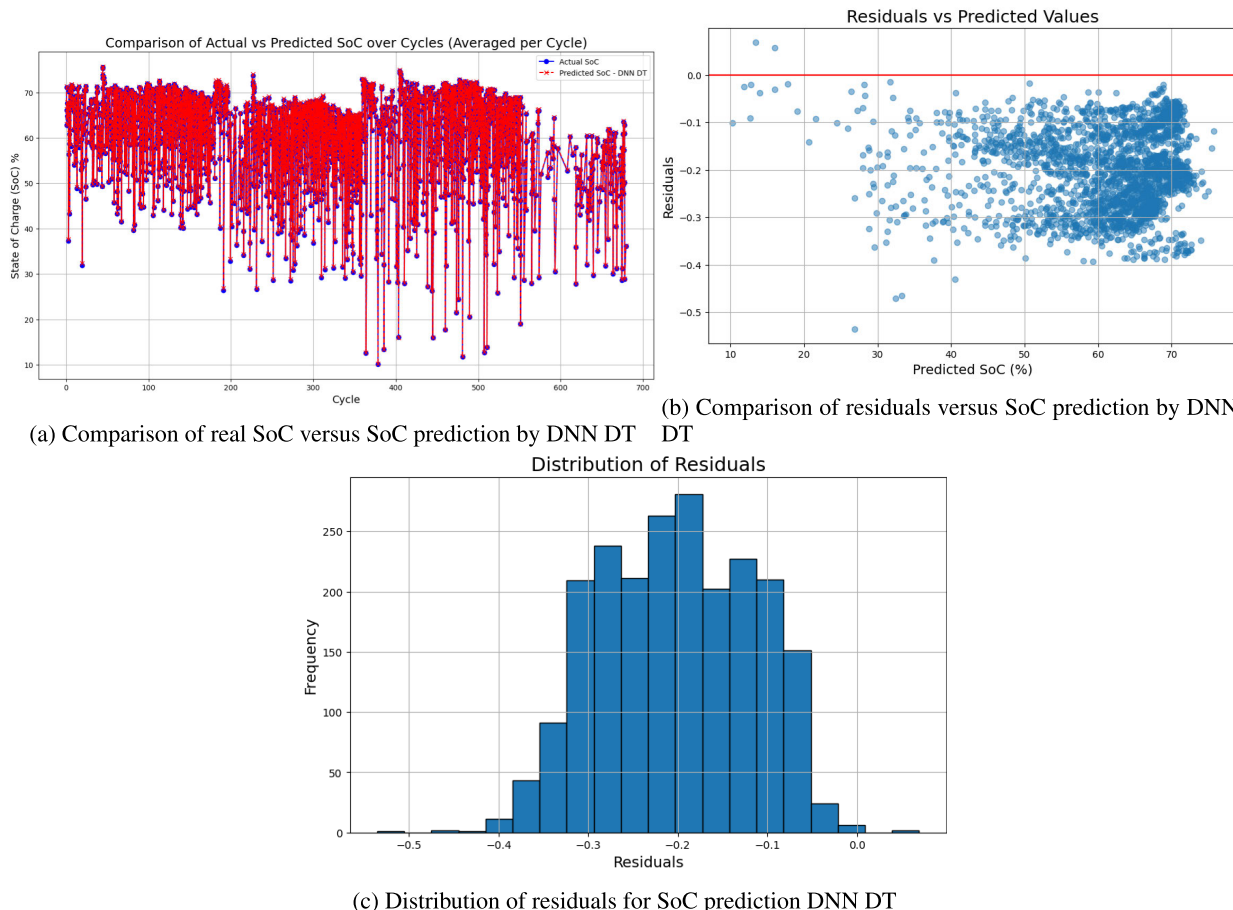 Comparison of Actual vs Predicted SoC over Cycles (Averaged per Cycle)
Actual SoC
Predicted SoC - DNN DT
State of Charge (SoC) %
70
60
50
40
30
20
10
0
100
200
300
400
500
600
700
Cycle
(a) Comparison of real SoC versus SoC prediction by DNN DT
Residuals vs Predicted Values
Residuals
0.0
−0.1
−0.2
−0.3
−0.4
−0.5
10
20
30
40
50
60
70
Predicted SoC (%)
(b) Comparison of residuals versus SoC prediction by DNN
DT
Distribution of Residuals
Frequency
250
200
150
100
50
0
−0.5
−0.4
−0.3
−0.2
−0.1
0.0
Residuals
(c) Distribution of residuals for SoC prediction DNN DT